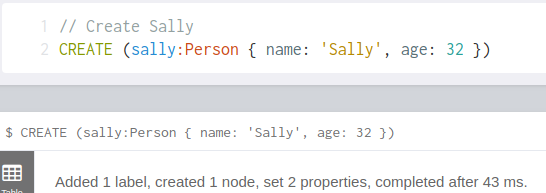 1 // Create Sally
2 CREATE (sally:Person { name: 'Sally', age: 32 })
$ CREATE (sally:Person { name: 'Sally', age: 32 })
Table
Added 1 label, created 1 node, set 2 properties, completed after 43 ms.